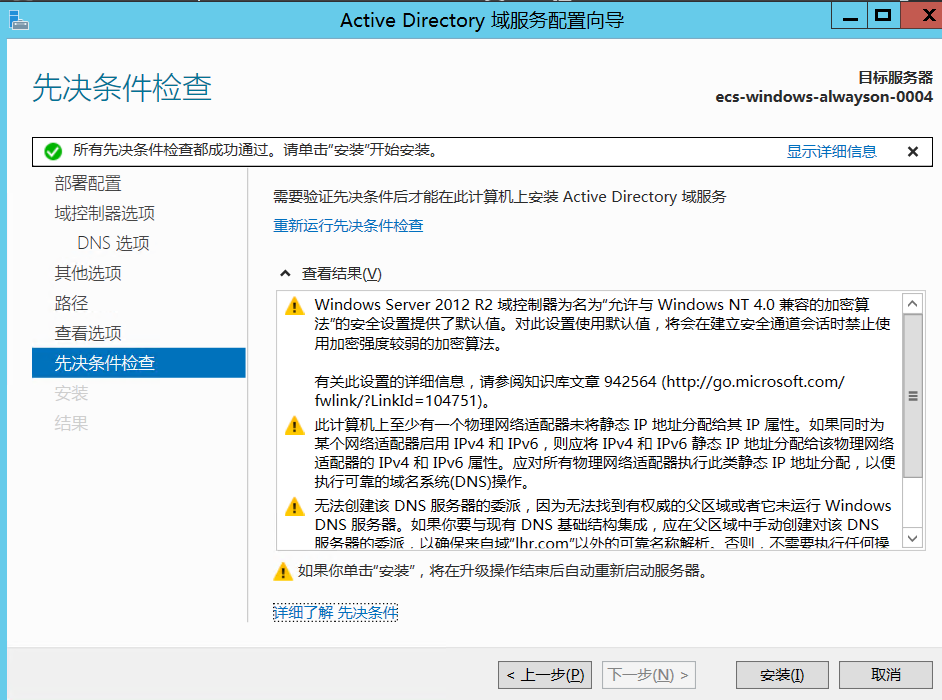 Active Directory 域服务配置向导
先决条件检查
目标服务器
ecs-windows-alwayson-0004
所有先决条件检查都成功通过。请单击"安装"开始安装。
显示详细信息
部署配置
域控制器选项
DNS 选项
其他选项
路径
查看选项
先决条件检查
安装
结果
需要验证先决条件后才能在此计算机上安装 Active Directory 域服务
重新运行先决条件检查
查看结果(V)
Windows Server 2012 R2 域控制器为名为"允许与 Windows NT 4.0 兼容的加密算
法"的安全设置提供了默认值。对此设置使用默认值，将会在建立安全通道会话时禁止使
用加密强度较弱的加密算法。
有关此设置的详细信息，请参阅知识库文章 942564 (http://go.microsoft.com/
fwlink/?LinkId=104751)。
此计算机上至少有一个物理网络适配器未将静态 IP 地址分配给其 IP 属性。如果同时为
某个网络适配器启用 IPv4 和 IPv6，则应将 IPv4 和 IPv6 静态 IP 地址分配给该物理网络
适配器的 IPv4 和 IPv6 属性。应对所有物理网络适配器执行此类静态 IP 地址分配，以便
执行可靠的域名系统(DNS)操作。
无法创建该 DNS 服务器的委派，因为无法找到有权威的父区域或者它未运行 Windows
DNS 服务器。如果你要与现有 DNS 基础结构集成，应在父区域中手动创建对该 DNS
服务器的委派，以确保来自域"lhr.com"以外的可靠名称解析。否则，不需要执行任何操
如果你单击"安装"，将在升级操作结束后自动重新启动服务器。
详细了解 先决条件
< 上一步(P)
下一步(N) >
安装(I)
取消